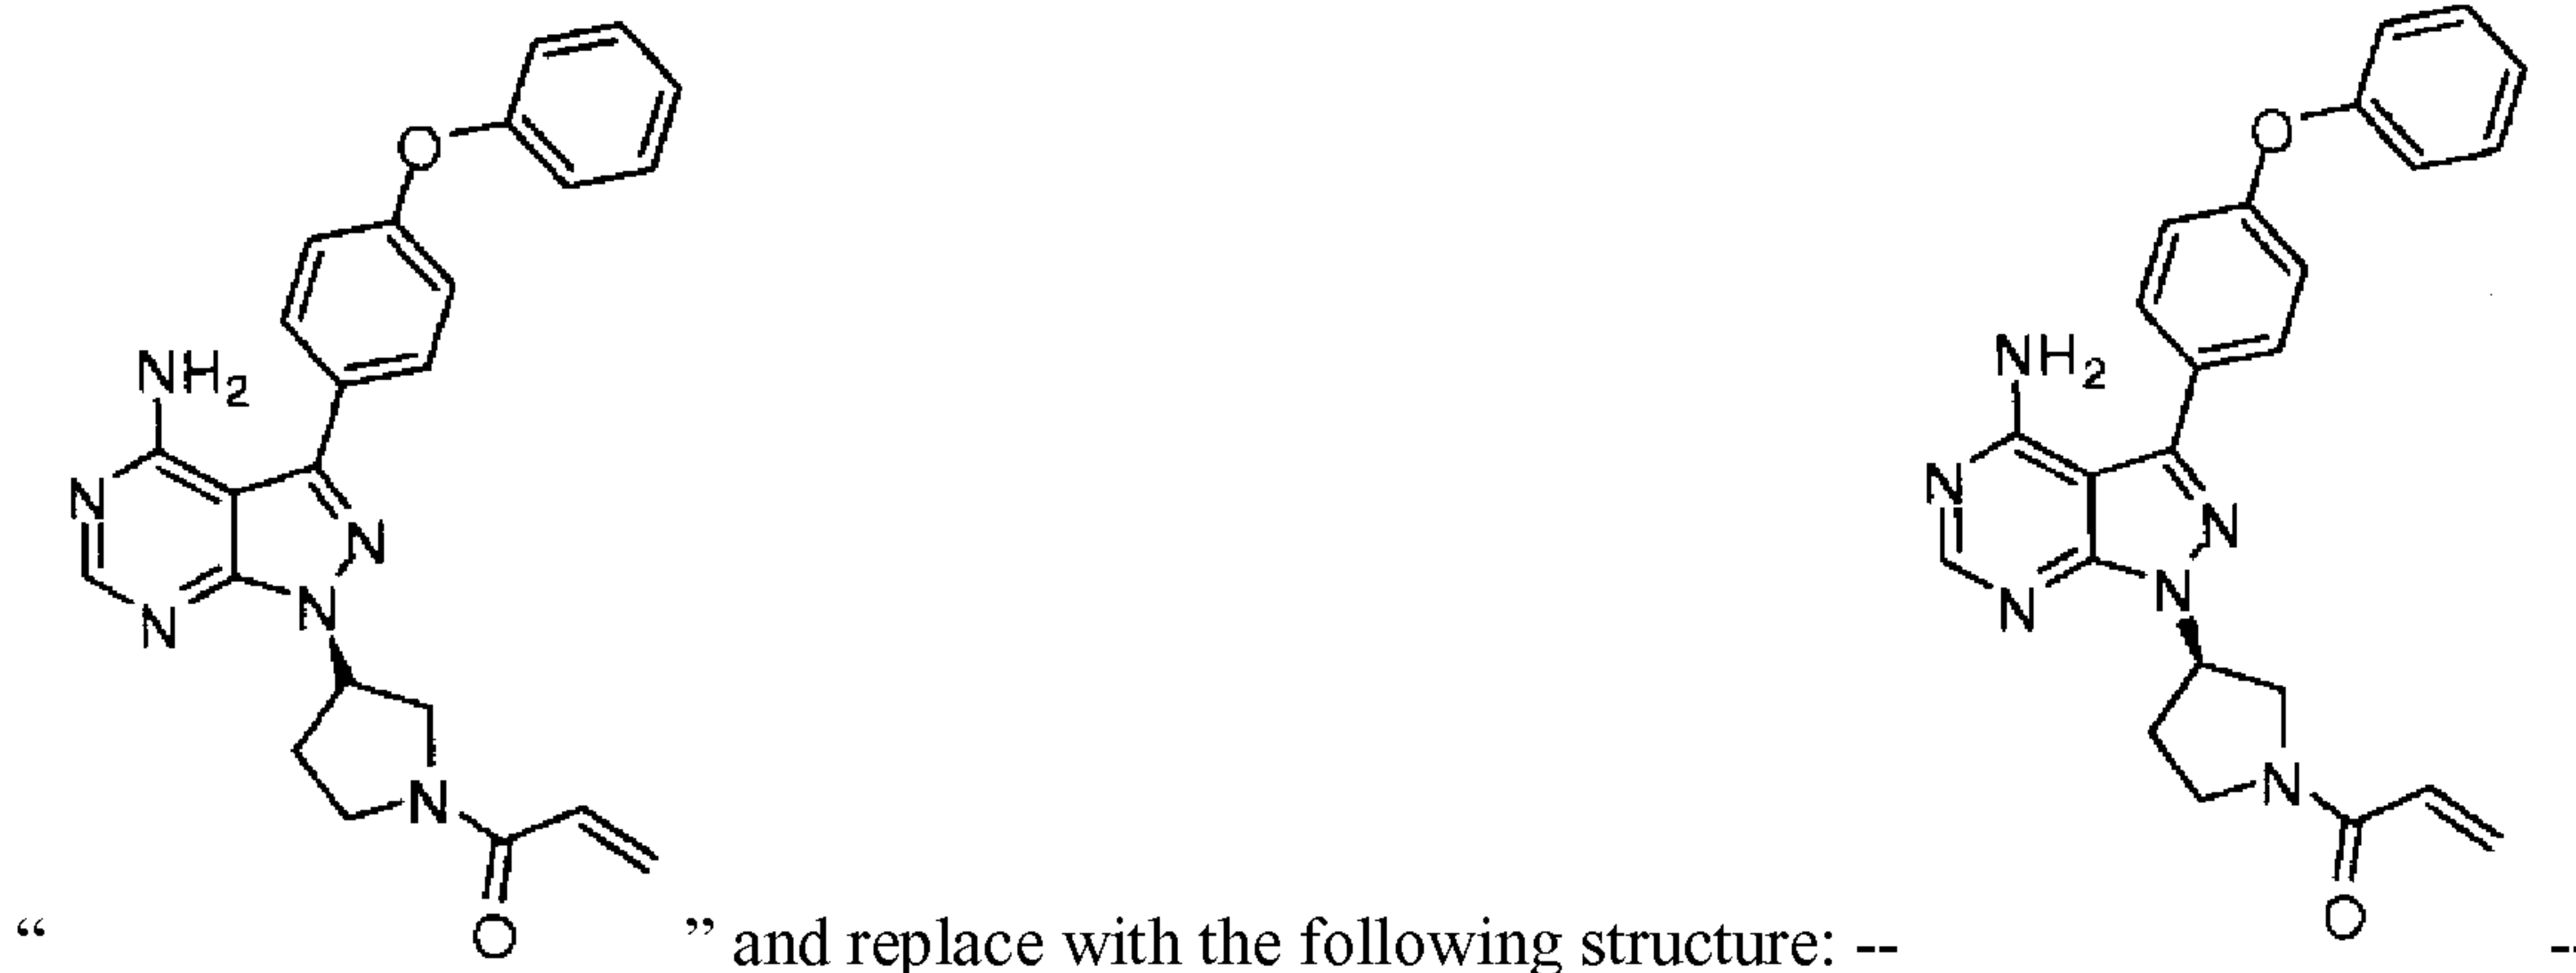 O
O
NH2
NH2
N
N
N
N
N
N
N
N
N
N
“ O ” and replace with the following structure: -- O --